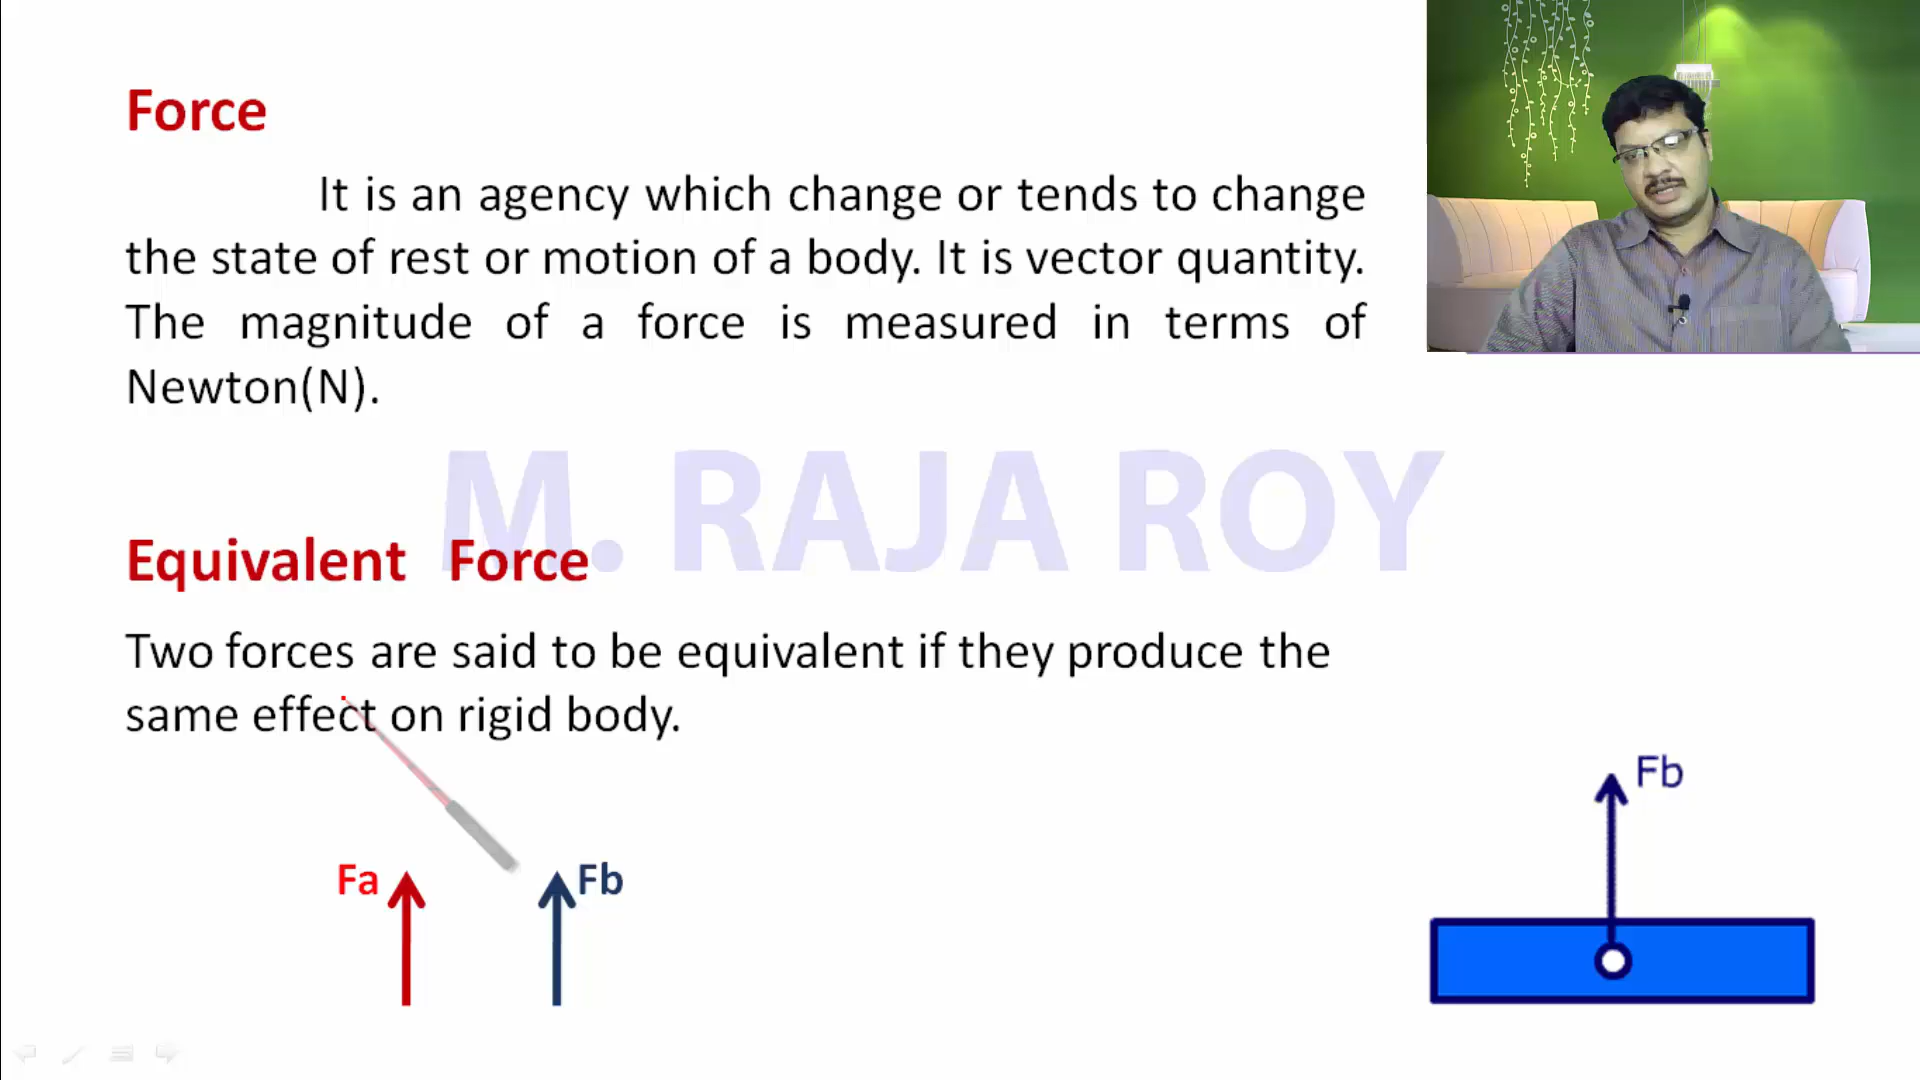 Force
It is an agency which change or tends to change
the state of rest or motion of a body. It is vector quantity.
The magnitude of a force is measured in terms of
Newton(N).
M. RAJA ROY
Equivalent Force
Two forces are said to be equivalent if they produce the
same effect on rigid body.
Fb
Fa
Fb